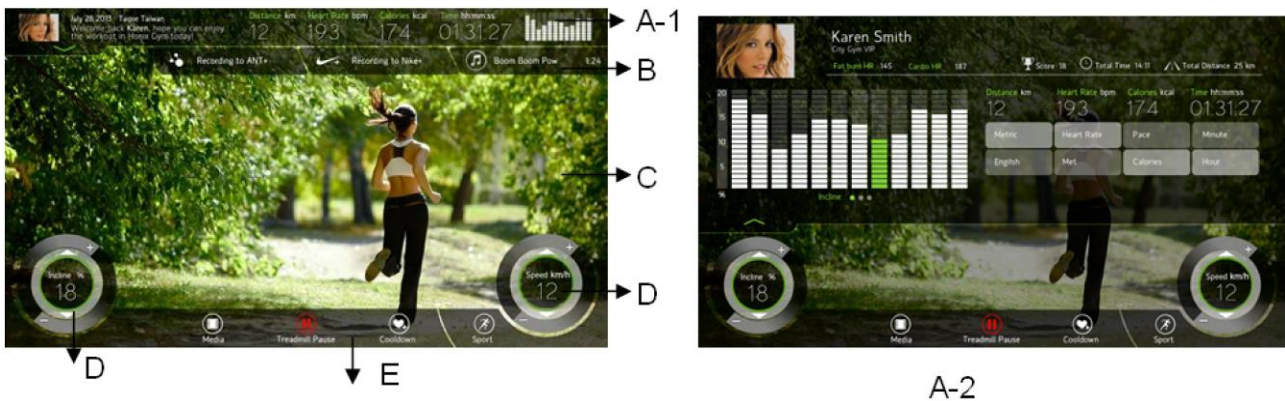 July 28 2013 Taipie Taiwan
Welcome back Karen, hope you can enjoy
the workout in Horix Gym today!
Distance km Heart Rate bpm Calories kcal Time hh:mm:ss
12 193 174 01:31:27
Recording to ANT+ Recording to Nike+ Boom Boom Pow 1:24
Incline %
18
Speed km/h
12
Media Treadmill Pause Cooldown Sport
A-1
B
C
D
D
E
Karen Smith
City Gym VIP
Fat burn HR 145 Cardio HR 187 Score 18 Total Time 14:11 Total Distance 25 km
20
15
10
5
%
Incline
Distance km Heart Rate bpm Calories kcal Time hh:mm:ss
12 193 174 01:31:27
Metric Heart Rate Pace Minute
English Met Calories Hour
Incline %
18
Speed km/h
12
Media Treadmill Pause Cooldown Sport
A-2